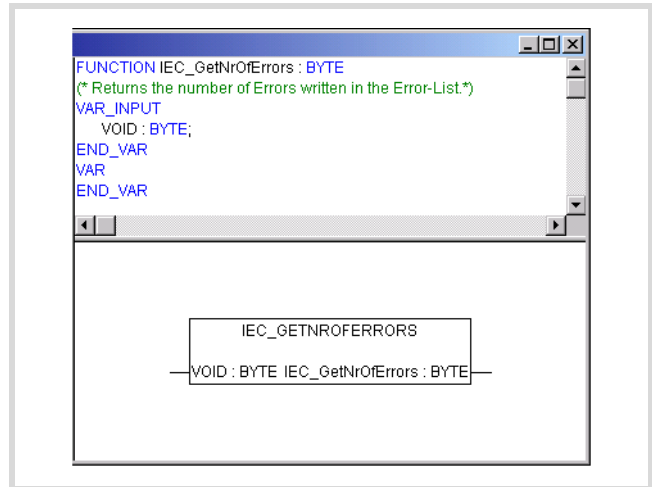 FUNCTION IEC_GetNrOfErrors : BYTE
(* Returns the number of Errors written in the Error-List.*)
VAR_INPUT
VOID : BYTE;
END_VAR
VAR
END_VAR
IEC_GETNROFERRORS
VOID : BYTE IEC_GetNrOfErrors : BYTE